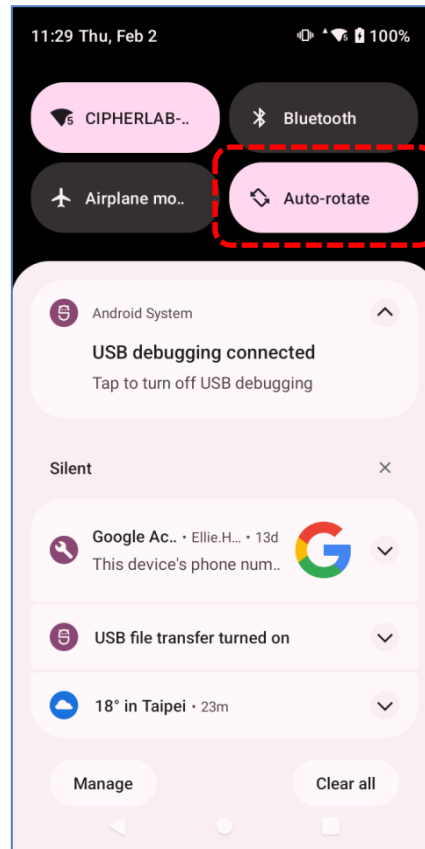 11:29 Thu, Feb 2 5 100%
5 CIPHERLAB-.. Bluetooth
Airplane mo.. Auto-rotate
Android System
USB debugging connected
Tap to turn off USB debugging
Silent
Google Ac.. • Ellie.H... • 13d
This device's phone num..
USB file transfer turned on
18° in Taipei • 23m
Manage Clear all